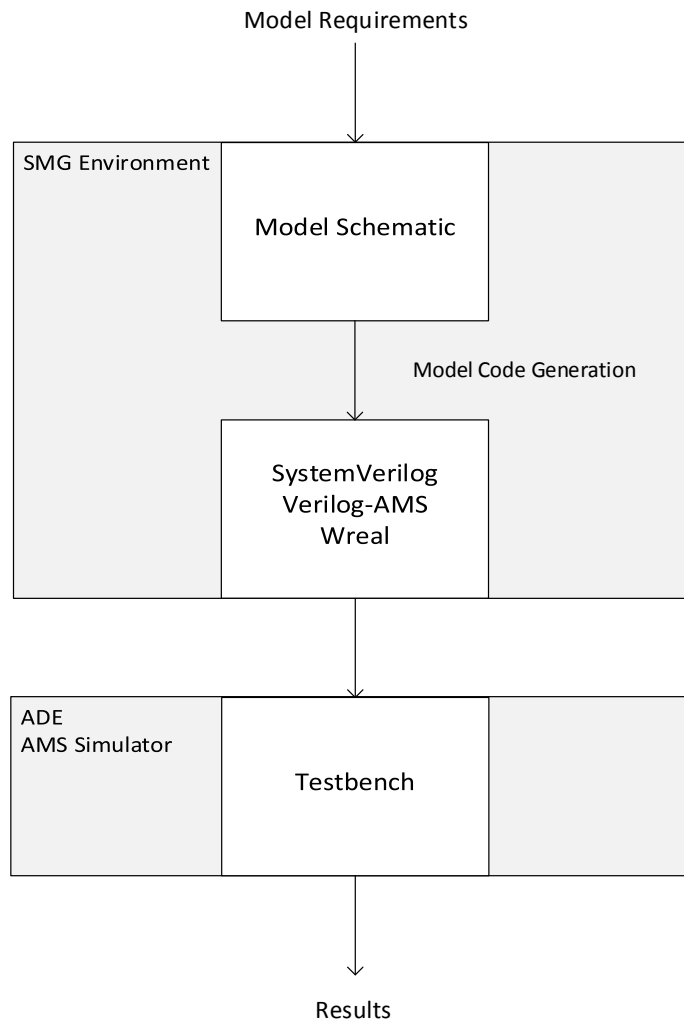 Model Requirements
SMG Environment
Model Schematic
Model Code Generation
SystemVerilog
Verilog-AMS
Wreal
ADE
AMS Simulator
Testbench
Results